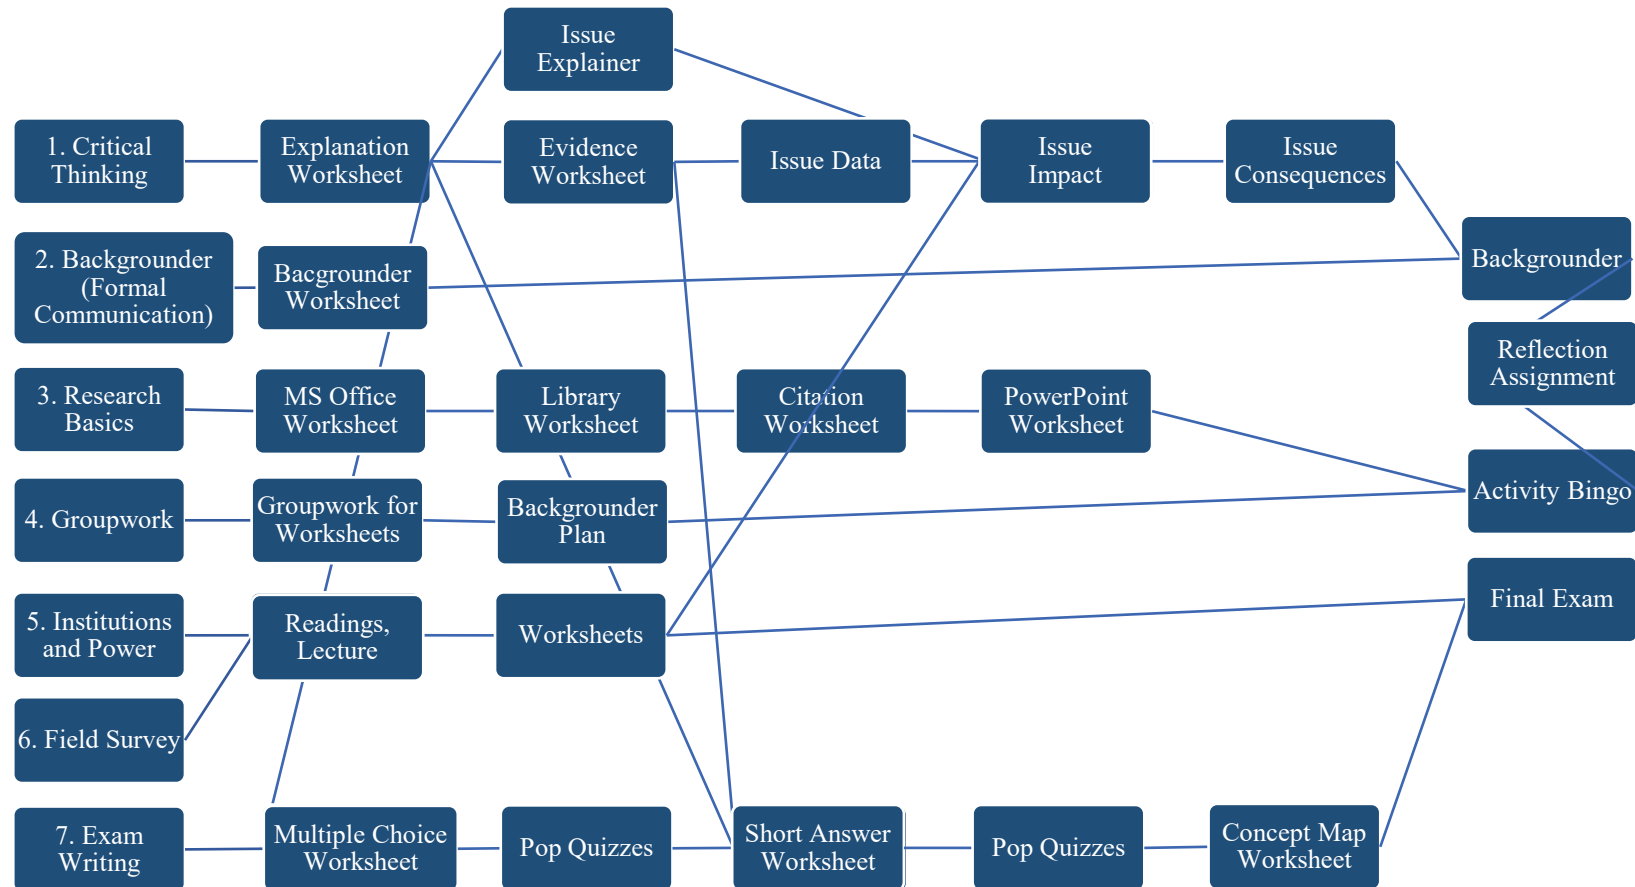 Issue
Explainer
1. Critical
Thinking
Explanation
Worksheet
Evidence
Worksheet
Issue Data
Issue
Impact
Issue
Consequences
2. Backgrounder
(Formal
Communication)
Bacgrounder
Worksheet
Backgrounder
Reflection
Assignment
3. Research
Basics
MS Office
Worksheet
Library
Worksheet
Citation
Worksheet
PowerPoint
Worksheet
4. Groupwork
Groupwork for
Worksheets
Backgrounder
Plan
Activity Bingo
5. Institutions
and Power
Readings,
Lecture
Worksheets
Final Exam
6. Field Survey
7. Exam
Writing
Multiple Choice
Worksheet
Pop Quizzes
Short Answer
Worksheet
Pop Quizzes
Concept Map
Worksheet